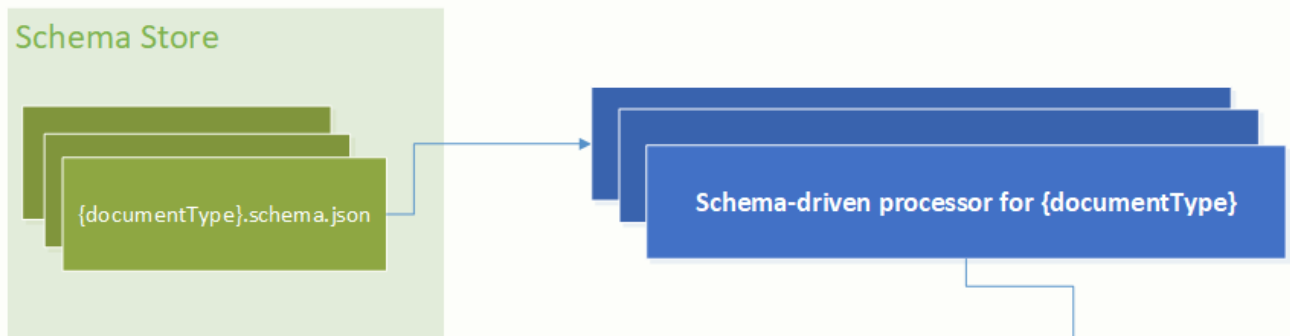 Schema Store
{documentType}.schema.json
Schema-driven processor for {documentType}